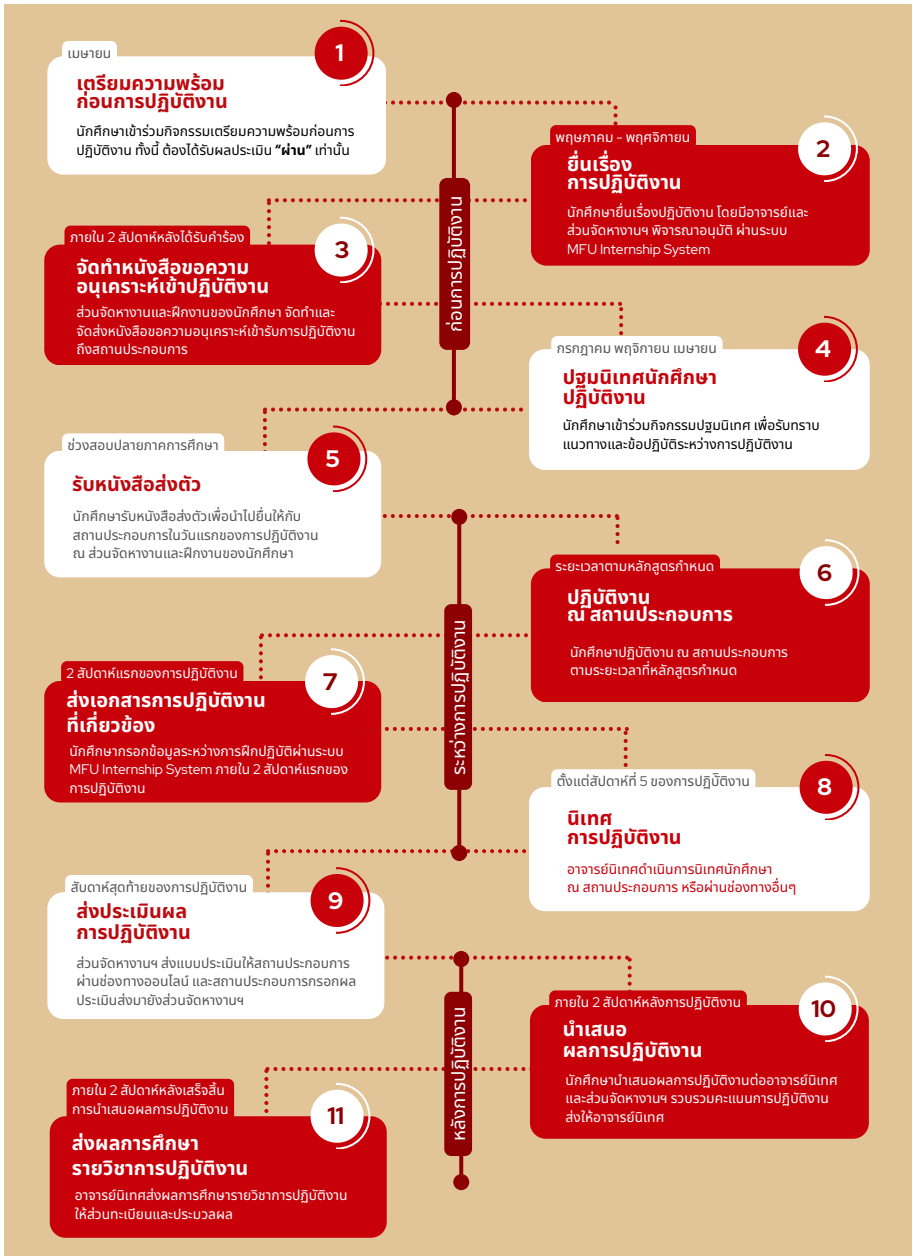 เมษายน
1
เตรียมความพร้อม
ก่อนการปฏิบัติงาน
นักศึกษาเข้าร่วมกิจกรรมเตรียมความพร้อมก่อนการ
ปฏิบัติงาน ทั้งนี้ ต้องได้รับผลประเมิน “ผ่าน” เท่านั้น
พฤษภาคม - พฤศจิกายน
2
ยื่นเรื่อง
การปฏิบัติงาน
นักศึกษายื่นเรื่องปฏิบัติงาน โดยมีอาจารย์และ
ส่วนจัดหางานฯ พิจารณาอนุมัติ ผ่านระบบ
MFU Internship System
ก่อนการปฏิบัติงาน
ภายใน 2 สัปดาห์หลังได้รับคำร้อง
3
จัดทำหนังสือขอความ
อนุเคราะห์เข้าปฏิบัติงาน
ส่วนจัดหางานและฝึกงานของนักศึกษา จัดทำและ
จัดส่งหนังสือขอความอนุเคราะห์เข้ารับการปฏิบัติงาน
ถึงสถานประกอบการ
กรกฎาคม พฤจิกายน เมษายน
4
ปฐมนิเทศนักศึกษา
ปฏิบัติงาน
นักศึกษาเข้าร่วมกิจกรรมปฐมนิเทศ เพื่อรับทราบ
แนวทางและข้อปฏิบัติระหว่างการปฏิบัติงาน
ช่วงสอบปลายภาคการศึกษา
5
รับหนังสือส่งตัว
นักศึกษารับหนังสือส่งตัวเพื่อนำไปยื่นให้กับ
สถานประกอบการในวันแรกของการปฏิบัติงาน
ณ ส่วนจัดหางานและฝึกงานของนักศึกษา
ระยะเวลาตามหลักสูตรกำหนด
6
ปฏิบัติงาน
ณ สถานประกอบการ
นักศึกษาปฏิบัติงาน ณ สถานประกอบการ
ตามระยะเวลาที่หลักสูตรกำหนด
ระหว่างการปฏิบัติงาน
2 สัปดาห์แรกของการปฏิบัติงาน
7
ส่งเอกสารการปฏิบัติงาน
ที่เกี่ยวข้อง
นักศึกษากรอกข้อมูลระหว่างการฝึกปฏิบัติผ่านระบบ
MFU Internship System ภายใน 2 สัปดาห์แรกของ
การปฏิบัติงาน
ตั้งแต่สัปดาห์ที่ 5 ของการปฏิบัติงาน
8
นิเทศ
การปฏิบัติงาน
อาจารย์นิเทศดำเนินการนิเทศนักศึกษา
ณ สถานประกอบการ หรือผ่านช่องทางอื่นๆ
สับดาห์สุดท้ายของการปฏิบัติงาน
9
ส่งประเมินผล
การปฏิบัติงาน
ส่วนจัดหางานฯ ส่งแบบประเมินให้สถานประกอบการ
ผ่านช่องทางออนไลน์ และสถานประกอบการกรอกผล
ประเมินส่งมายังส่วนจัดหางานฯ
ภายใน 2 สัปดาห์หลังการปฏิบัติงาน
10
นำเสนอ
ผลการปฏิบัติงาน
นักศึกษานำเสนอผลการปฏิบัติงานต่ออาจารย์นิเทศ
และส่วนจัดหางานฯ รวบรวมคะแนนการปฏิบัติงาน
ส่งให้อาจารย์นิเทศ
หลังการปฏิบัติงาน
ภายใน 2 สัปดาห์หลังเสร็จสิ้น
การนำเสนอผลการปฏิบัติงาน
11
ส่งผลการศึกษา
รายวิชาการปฏิบัติงาน
อาจารย์นิเทศส่งผลการศึกษารายวิชาการปฏิบัติงาน
ให้ส่วนทะเบียนและประมวลผล